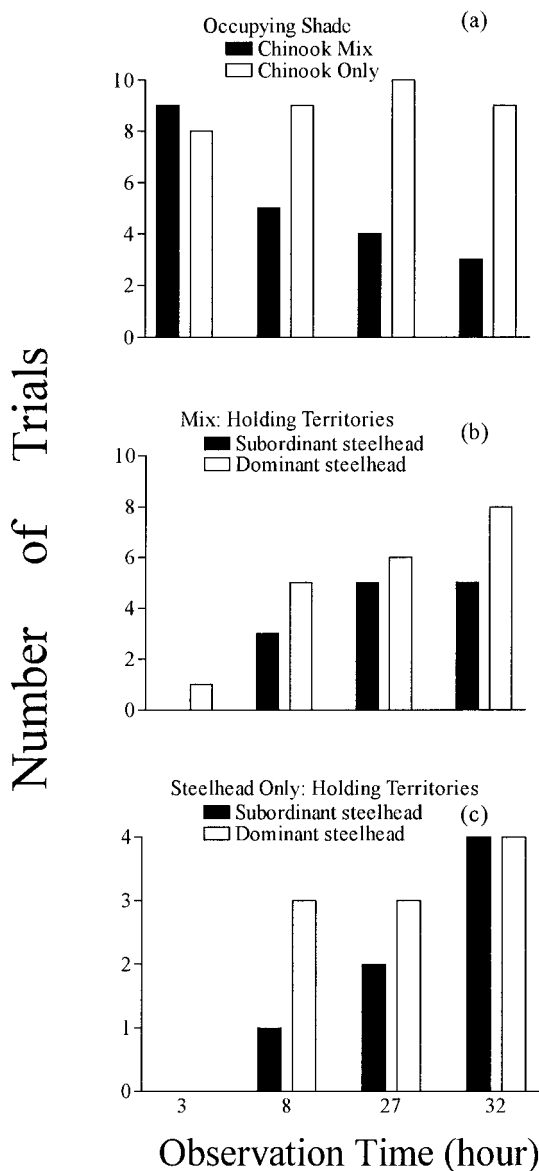 Occupying Shade
(a)
Chinook Mix
Chinook Only
10
8
6
4
2
0
Number of Trials
Mix: Holding Territories
(b)
Subordinant steelhead
Dominant steelhead
10
8
6
4
2
0
Steelhead Only: Holding Territories
(c)
Subordinant steelhead
Dominant steelhead
4
3
2
1
0
3 8 27 32
Observation Time (hour)